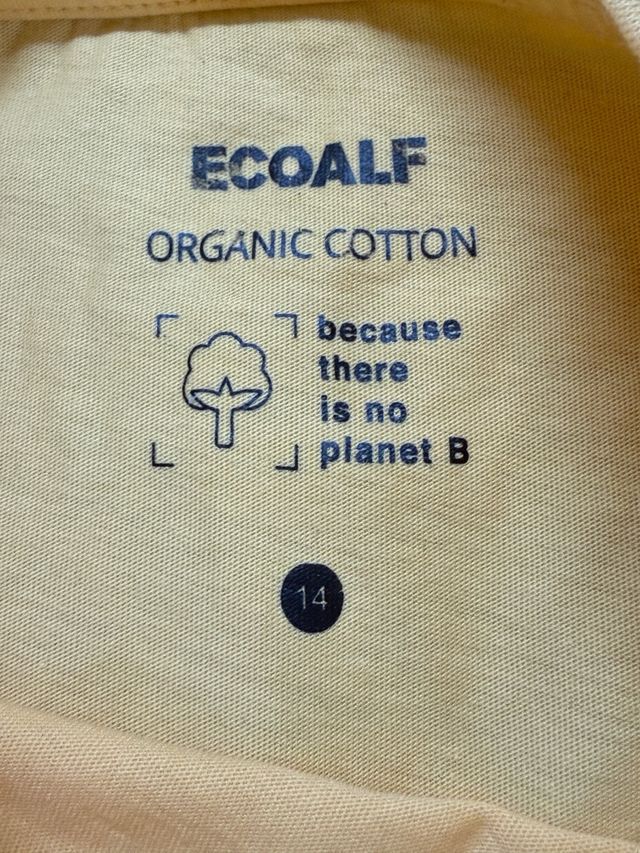 ECOALF
ORGANIC COTTON
because
there
is no
planet B
14